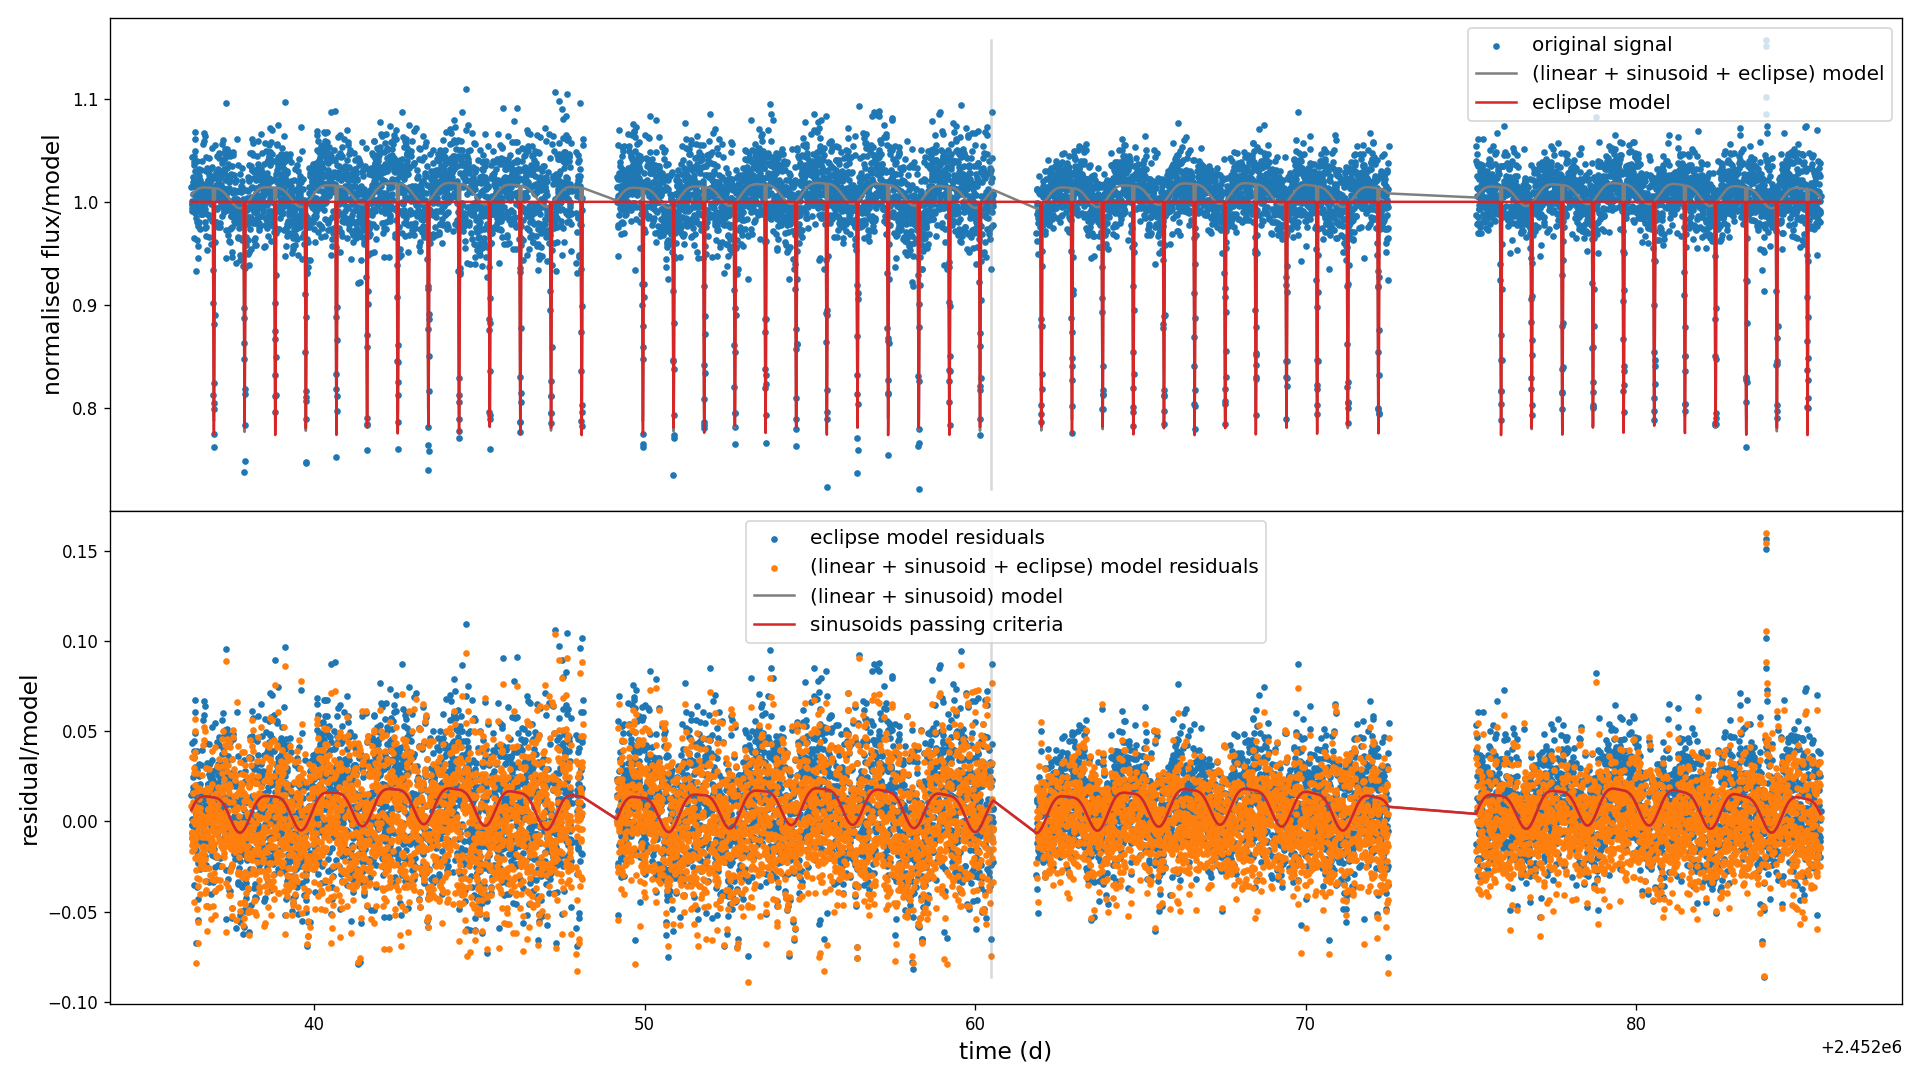 original signal
(linear + sinusoid + eclipse) model
eclipse model
1.1
1.0
0.9
0.8
normalised flux/model
eclipse model residuals
(linear + sinusoid + eclipse) model residuals
(linear + sinusoid) model
sinusoids passing criteria
0.15
0.10
0.05
0.00
−0.05
−0.10
residual/model
40
50
60
70
80
time (d)
+2.452e6